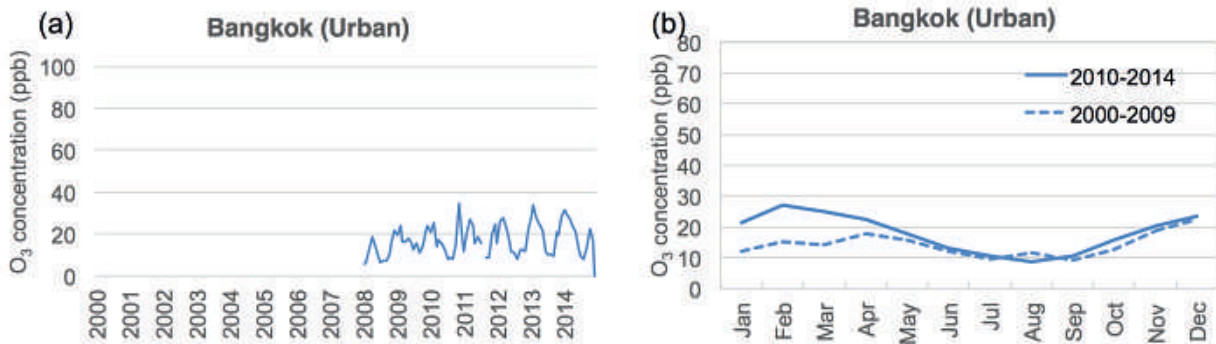 (a)
Bangkok (Urban)
O3 concentration (ppb)
100
80
60
40
20
0
2000
2001
2002
2003
2004
2005
2006
2007
2008
2009
2010
2011
2012
2013
2014
(b)
Bangkok (Urban)
O3 concentration (ppb)
80
70
60
50
40
30
20
10
0
2010-2014
2000-2009
Jan
Feb
Mar
Apr
May
Jun
Jul
Aug
Sep
Oct
Nov
Dec